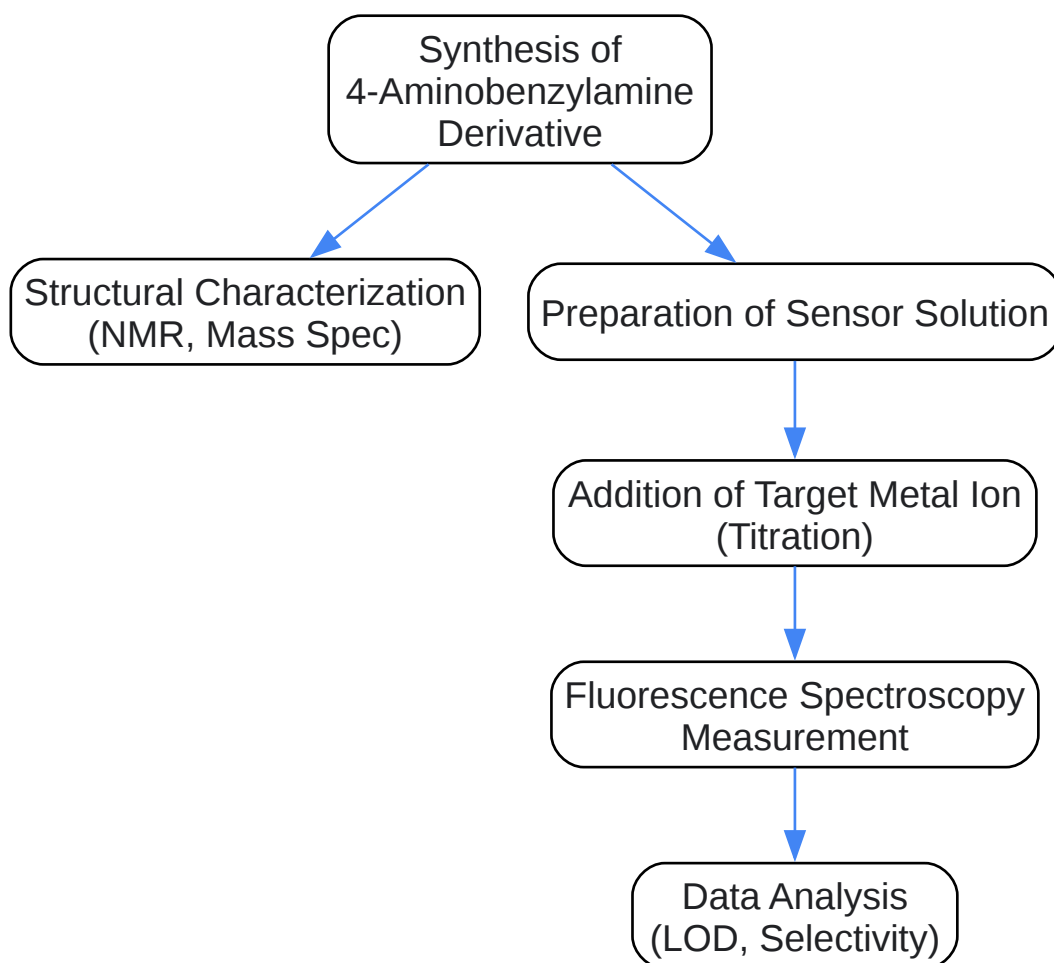 Synthesis of
4-Aminobenzylamine
Derivative
Structural Characterization
(NMR, Mass Spec)
Preparation of Sensor Solution
Addition of Target Metal Ion
(Titration)
Fluorescence Spectroscopy
Measurement
Data Analysis
(LOD, Selectivity)